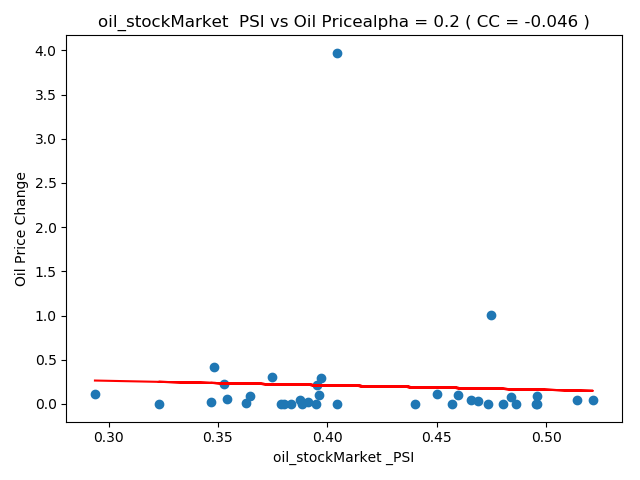 oil_stockMarket  PSI vs Oil Pricealpha = 0.2 ( CC = -0.046 )
4.0
3.5
3.0
2.5
2.0
1.5
1.0
0.5
0.0
Oil Price Change
0.30 0.35 0.40 0.45 0.50
oil_stockMarket _PSI